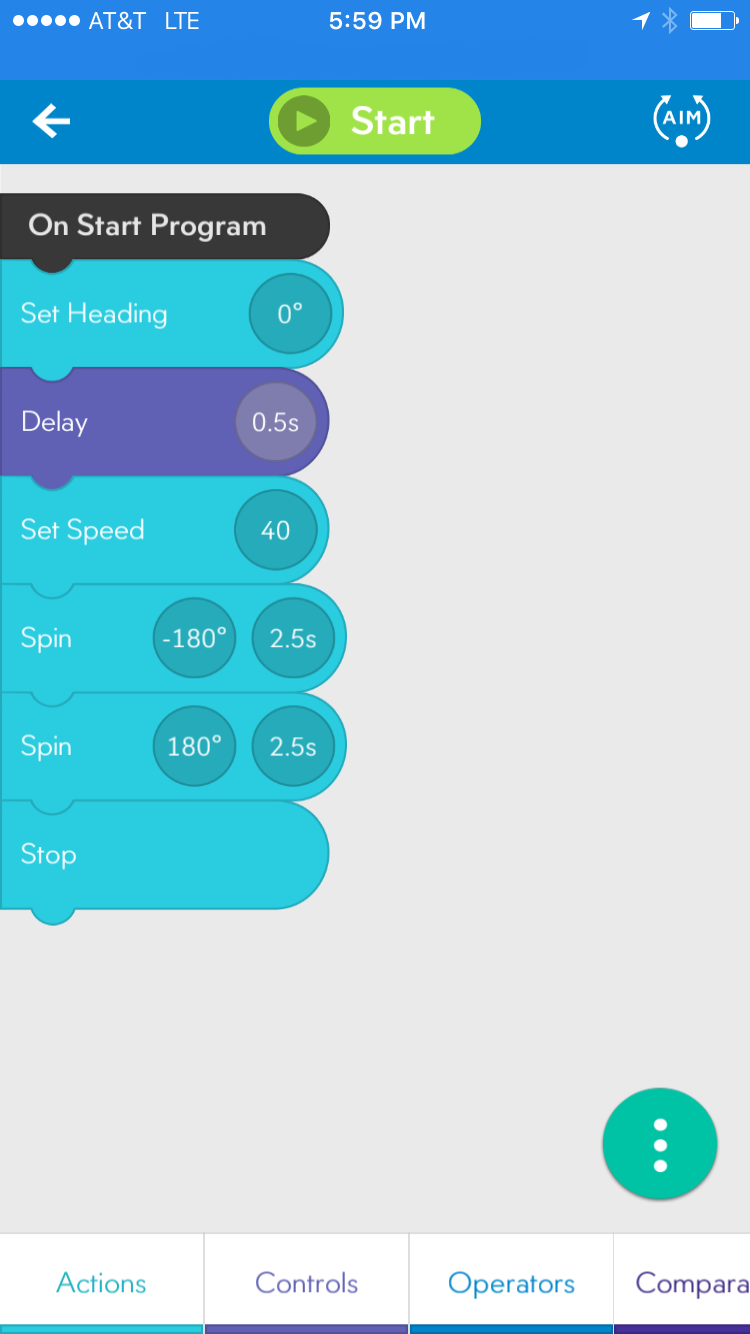 AT&T LTE 5:59 PM
Start
AIM
On Start Program
Set Heading 0°
Delay 0.5s
Set Speed 40
Spin -180° 2.5s
Spin 180° 2.5s
Stop
Actions Controls Operators Compara